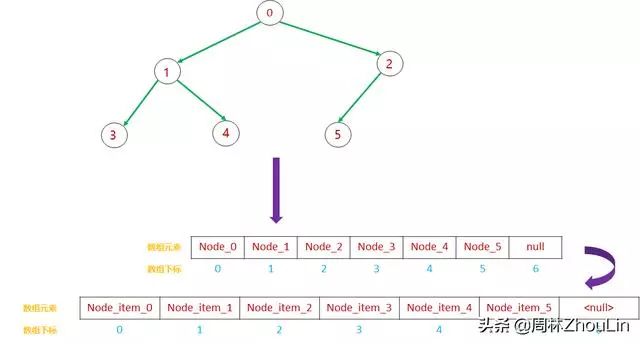 0
1
2
3
4
5
数组元素 Node_0 Node_1 Node_2 Node_3 Node_4 Node_5 null
数组下标 0 1 2 3 4 5 6
数组元素 Node_item_0 Node_item_1 Node_item_2 Node_item_3 Node_item_4 Node_item_5 <null>
数组下标 0 1 2 3 4
头条 @周林ZhouLin